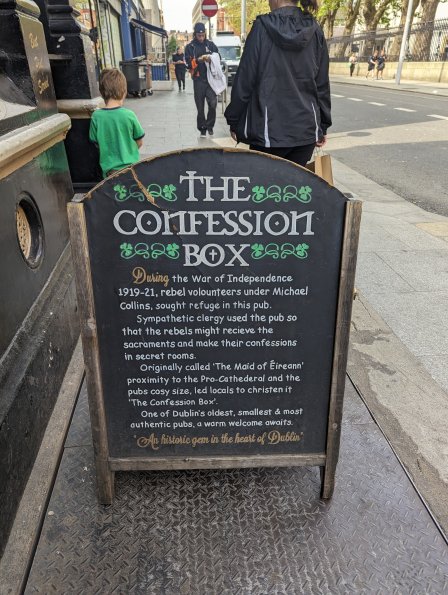 THE
CONFESSION
BOX
During the War of Independence
1919-21, rebel volounteers under Michael
Collins, sought refuge in this pub.
Sympathetic clergy used the pub so
that the rebels might recieve the
sacraments and make their confessions
in secret rooms.
Originally called 'The Maid of Éireann'
proximity to the Pro-Cathederal and the
pubs cosy size, led locals to christen it
'The Confession Box'.
One of Dublin's oldest, smallest & most
authentic pubs, a warm welcome awaits.
"An historic gem in the heart of Dublin"